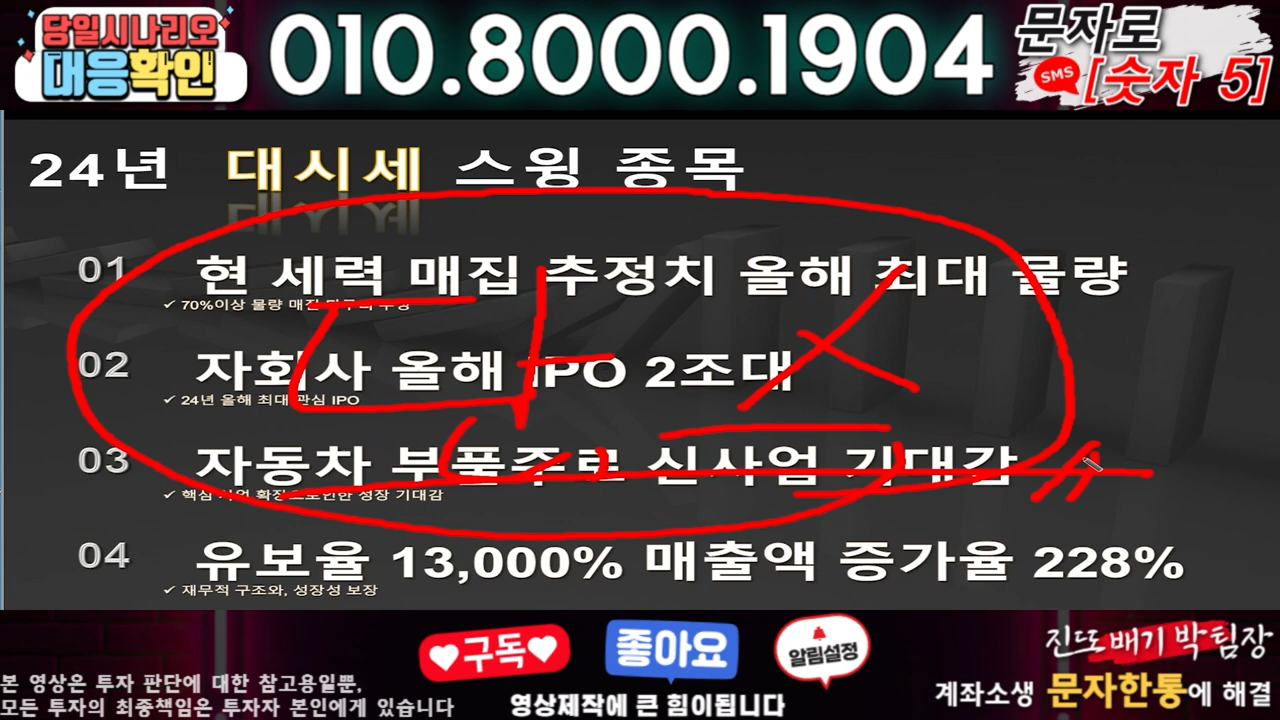 당일시나리오
대응확인
010.8000.1904
문자로
SMS [숫자 5]
24년 대시세 스윙 종목
01 현 세력 매집 추정치 올해 최대 물량
✓ 70%이상 물량 매집
02 자회사 올해 IPO 2조대
✓ 24년 올해 최대 관심 IPO
03 자동차 부품주로 신사업 기대감
✓ 핵심 사업 확장으로인한 성장 기대감
04 유보율 13,000% 매출액 증가율 228%
✓ 재무적 구조와, 성장성 보장
구독
좋아요
알림설정
영상제작에 큰 힘이됩니다
본 영상은 투자 판단에 대한 참고용일뿐,
모든 투자의 최종책임은 투자자 본인에게 있습니다
진또배기 박팀장
계좌소생 문자한통에 해결